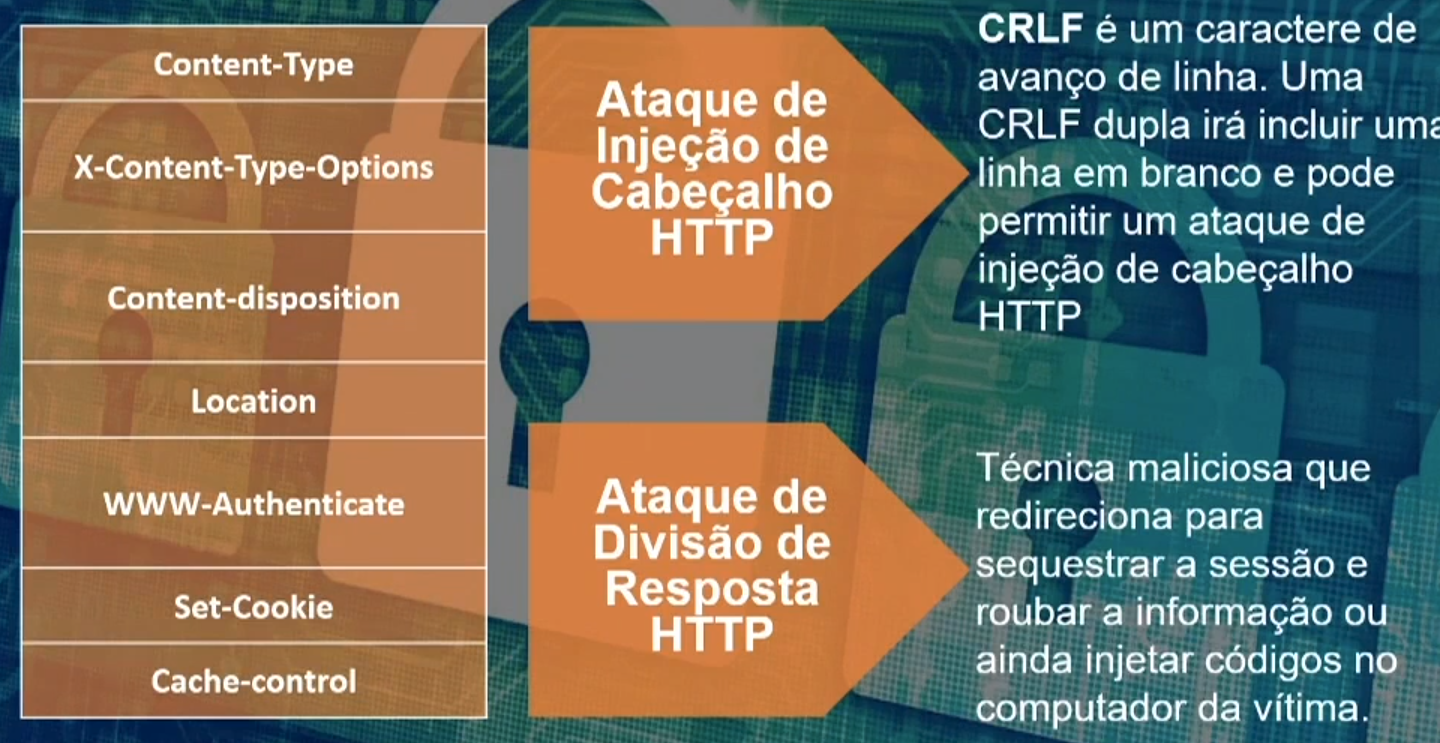 Content-Type
X-Content-Type-Options
Content-disposition
Location
WWW-Authenticate
Set-Cookie
Cache-control
Ataque de
Injeção de
Cabeçalho
HTTP
CRLF é um caractere de
avanço de linha. Uma
CRLF dupla irá incluir uma
linha em branco e pode
permitir um ataque de
injeção de cabeçalho
HTTP
Ataque de
Divisão de
Resposta
HTTP
Técnica maliciosa que
redireciona para
sequestrar a sessão e
roubar a informação ou
ainda injetar códigos no
computador da vítima.